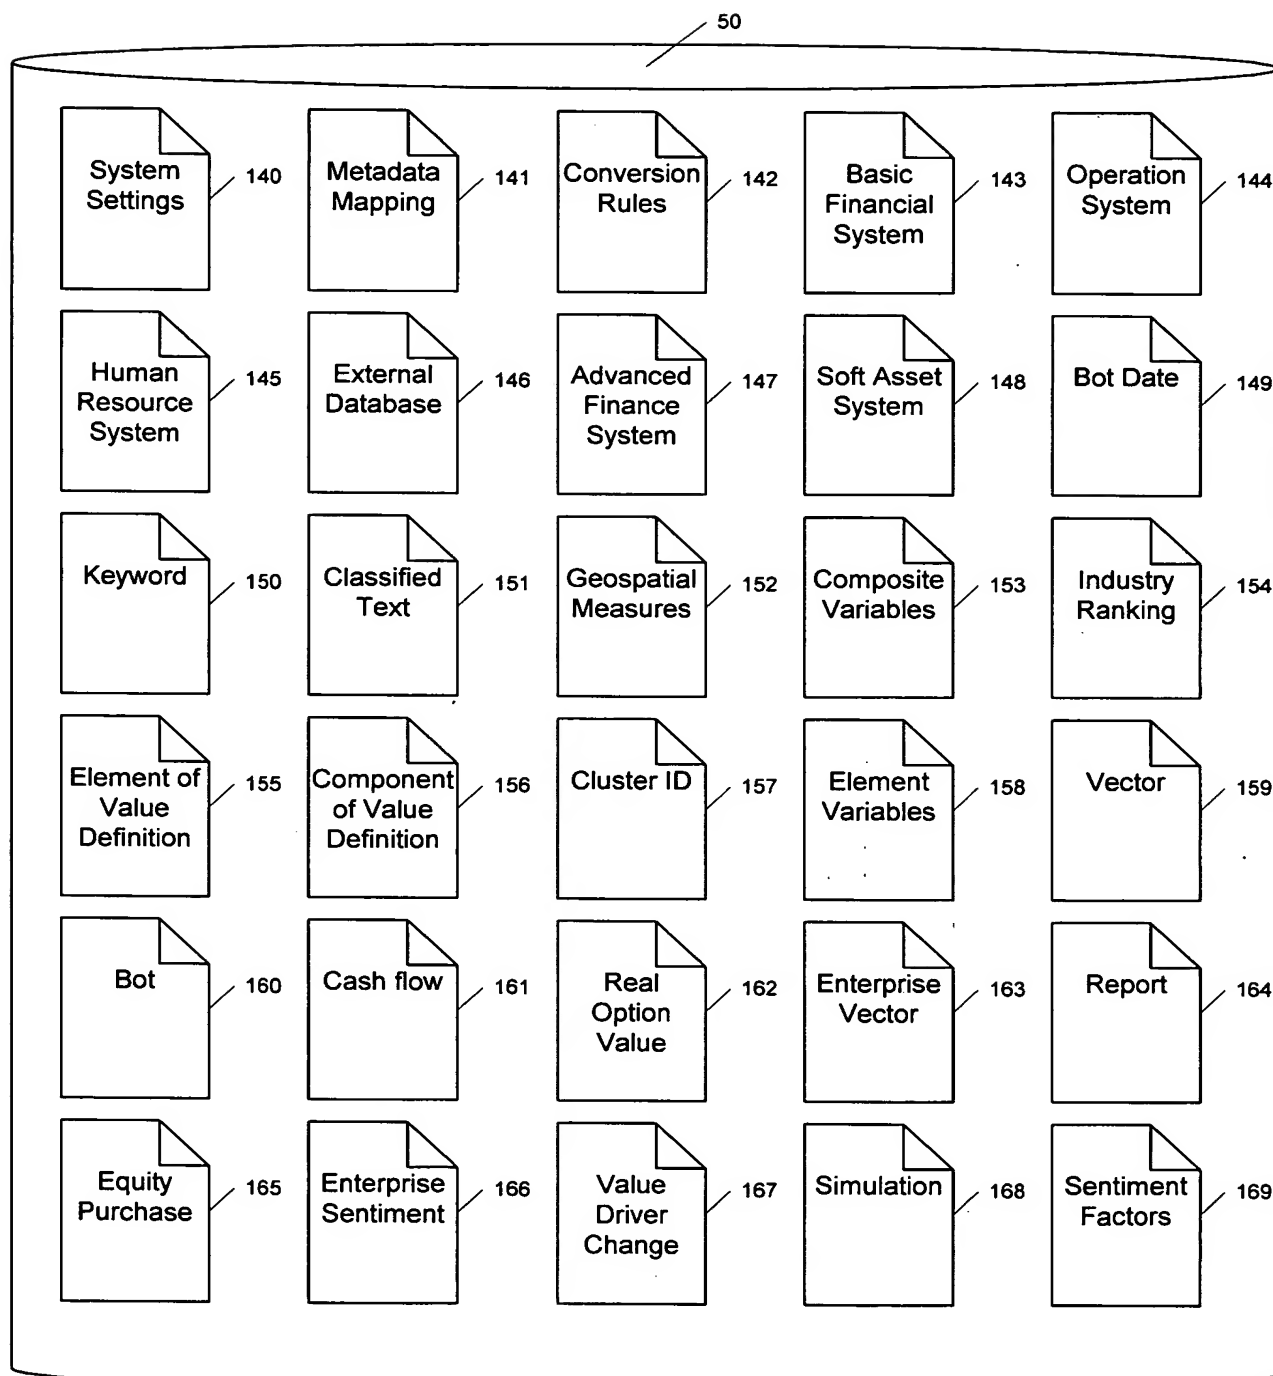 50
System
Settings
140
Metadata
Mapping
141
Conversion
Rules
142
Basic
Financial
System
143
Operation
System
144
Human
Resource
System
145
External
Database
146
Advanced
Finance
System
147
Soft Asset
System
148
Bot Date
149
Keyword
150
Classified
Text
151
Geospatial
Measures
152
Composite
Variables
153
Industry
Ranking
154
Element of
Value
Definition
155
Component
of Value
Definition
156
Cluster ID
157
Element
Variables
158
Vector
159
Bot
160
Cash flow
161
Real
Option
Value
162
Enterprise
Vector
163
Report
164
Equity
Purchase
165
Enterprise
Sentiment
166
Value
Driver
Change
167
Simulation
168
Sentiment
Factors
169